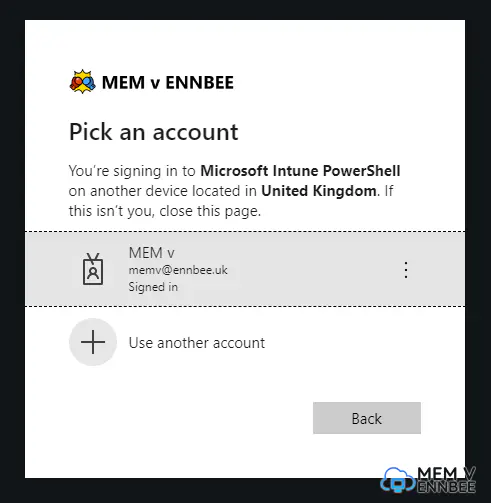 MEM v ENNBEE
Pick an account
You're signing in to Microsoft Intune PowerShell
on another device located in United Kingdom. If
this isn't you, close this page.
MEM v
memv@ennbee.uk
Signed in
Use another account
Back
MEM V
ENNBEE